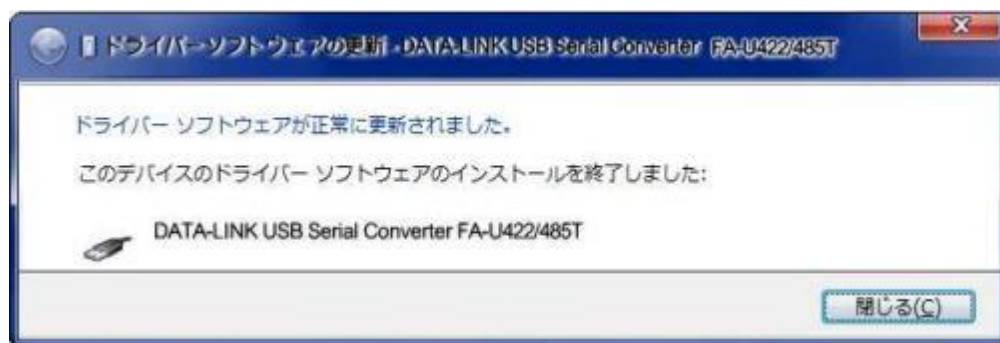 ドライバー ソフトウェアの更新 - DATA-LINK USB Serial Converter FA-U422/485T
ドライバー ソフトウェアが正常に更新されました。
このデバイスのドライバー ソフトウェアのインストールを終了しました:
DATA-LINK USB Serial Converter FA-U422/485T
閉じる(C)